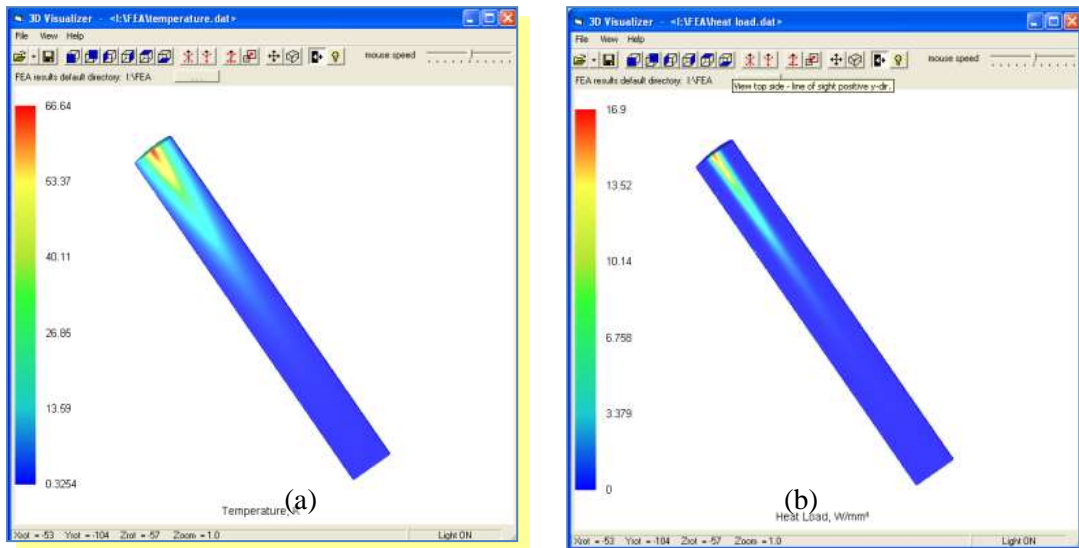 3D Visualizer - <I:\FEA\temperature.dat>
File View Help
mouse speed
FEA results default directory: I:\FEA
...
66.64
53.37
40.11
26.85
13.59
0.3254
(a)
Temperature, K
Xrot = -53 Yrot = -104 Zrot = -57 Zoom = 1.0 Light ON
3D Visualizer - <I:\FEA\heat load.dat>
File View Help
mouse speed
FEA results default directory: I:\FEA
View top side - line of sight positive y-dir.
16.9
13.52
10.14
6.758
3.379
0
(b)
Heat Load, W/mm³
Xrot = -53 Yrot = -104 Zrot = -57 Zoom = 1.0 Light ON